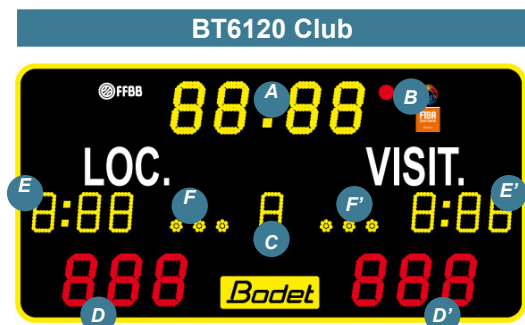 BT6120 Club
FFBB
88:88
A
B
FIBA
LOC.
VISIT.
E
E'
8:88
F
8
F'
8:88
C
888
Bodet
888
D
D'